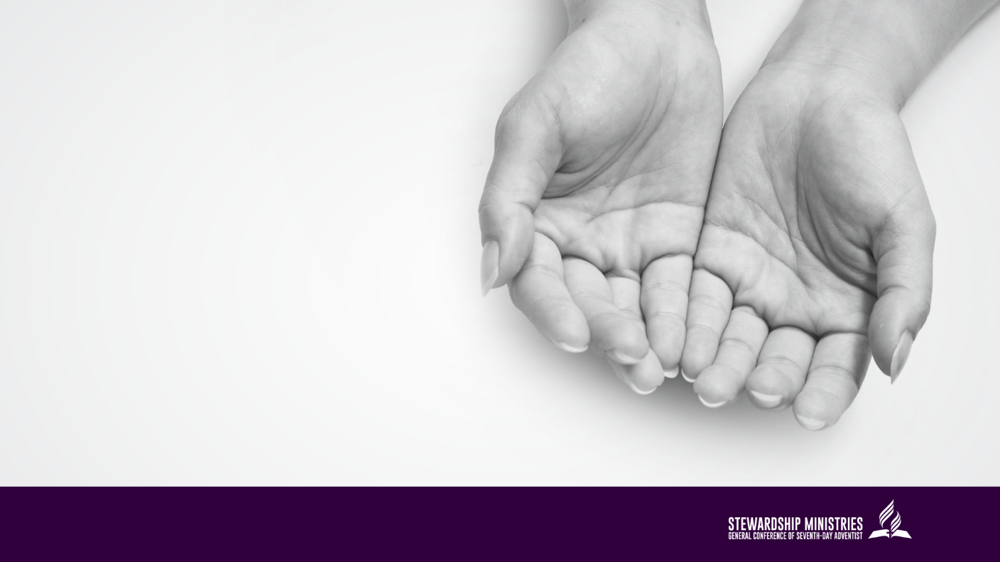 STEWARDSHIP MINISTRIES
GENERAL CONFERENCE OF SEVENTH-DAY ADVENTIST